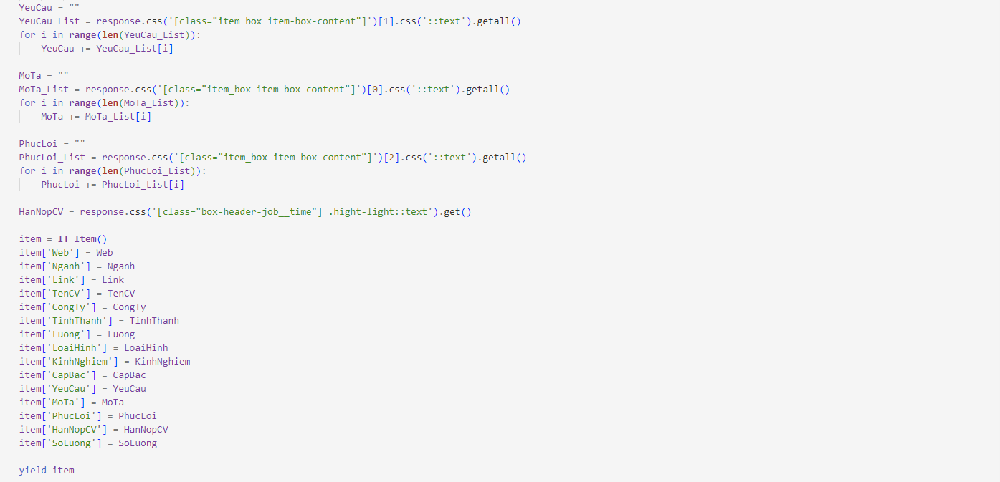 YeuCau = ""
YeuCau_List = response.css('[class="item_box item-box-content"]')[1].css('::text').getall()
for i in range(len(YeuCau_List)):
    YeuCau += YeuCau_List[i]

MoTa = ""
MoTa_List = response.css('[class="item_box item-box-content"]')[0].css('::text').getall()
for i in range(len(MoTa_List)):
    MoTa += MoTa_List[i]

PhucLoi = ""
PhucLoi_List = response.css('[class="item_box item-box-content"]')[2].css('::text').getall()
for i in range(len(PhucLoi_List)):
    PhucLoi += PhucLoi_List[i]

HanNopCV = response.css('[class="box-header-job__time"] .hight-light::text').get()

item = IT_Item()
item['Web'] = Web
item['Nganh'] = Nganh
item['Link'] = Link
item['TenCV'] = TenCV
item['CongTy'] = CongTy
item['TinhThanh'] = TinhThanh
item['Luong'] = Luong
item['LoaiHinh'] = LoaiHinh
item['KinhNghiem'] = KinhNghiem
item['CapBac'] = CapBac
item['YeuCau'] = YeuCau
item['MoTa'] = MoTa
item['PhucLoi'] = PhucLoi
item['HanNopCV'] = HanNopCV
item['SoLuong'] = SoLuong

yield item